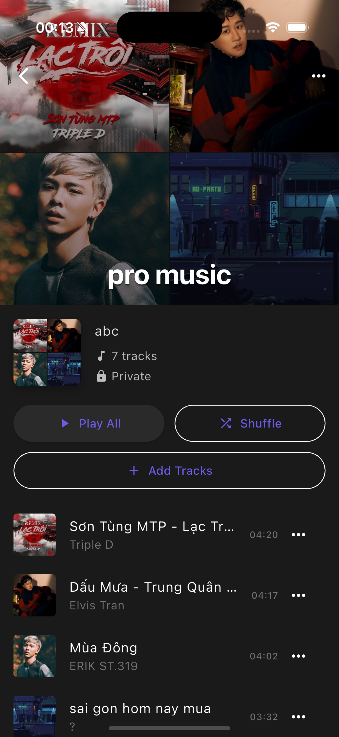 00:13
REMIX
LẠC TRÔI
SƠN TÙNG MTP
TRIPLE D
pro music
abc
7 tracks
Private
Play All
Shuffle
Add Tracks
Sơn Tùng MTP - Lạc Tr...
04:20
Triple D
Dấu Mưa - Trung Quân ...
04:17
Elvis Tran
Mùa Đông
04:02
ERIK ST.319
sai gon hom nay mua
03:32
?